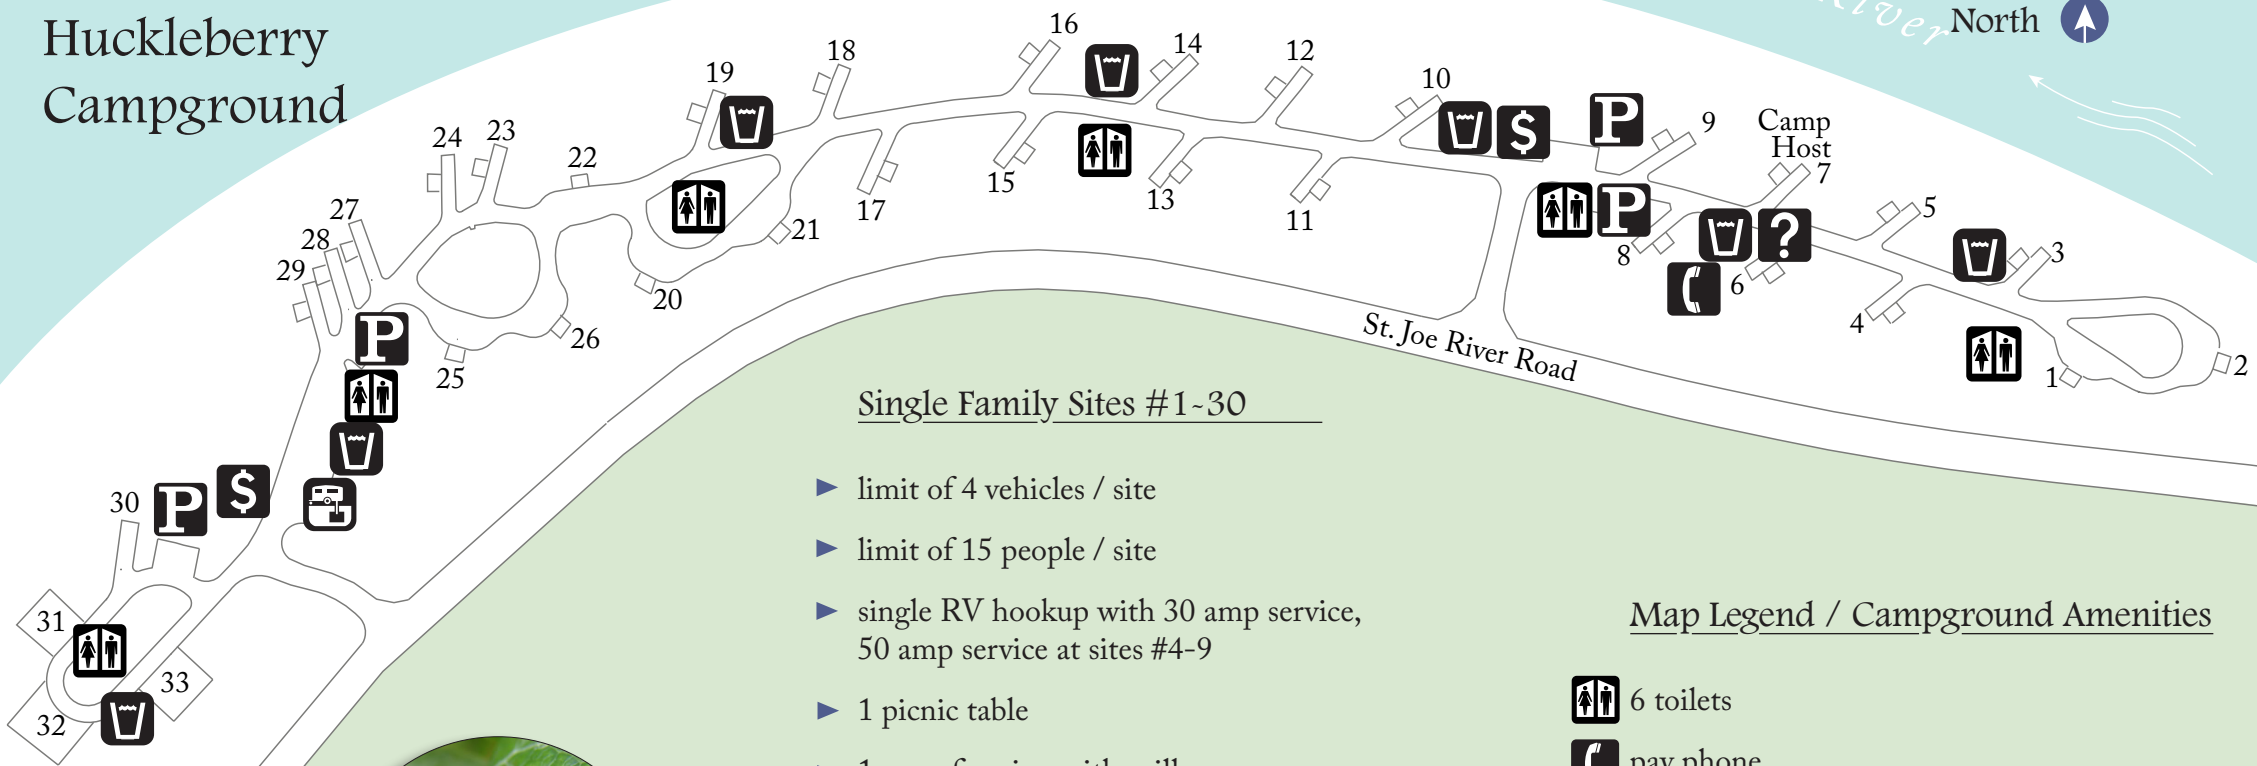 Huckleberry
Campground
River
North
16
14
12
18
10
19
9
Camp
Host
7
24
23
22
15
13
17
11
5
27
21
28
8
3
29
6
20
4
26
25
1
2
St. Joe River Road
30
31
33
32
Single Family Sites #1-30
limit of 4 vehicles / site
limit of 15 people / site
single RV hookup with 30 amp service,
50 amp service at sites #4-9
1 picnic table
Map Legend / Campground Amenities
6 toilets
pay phone
P
P
P
P
$
$
?